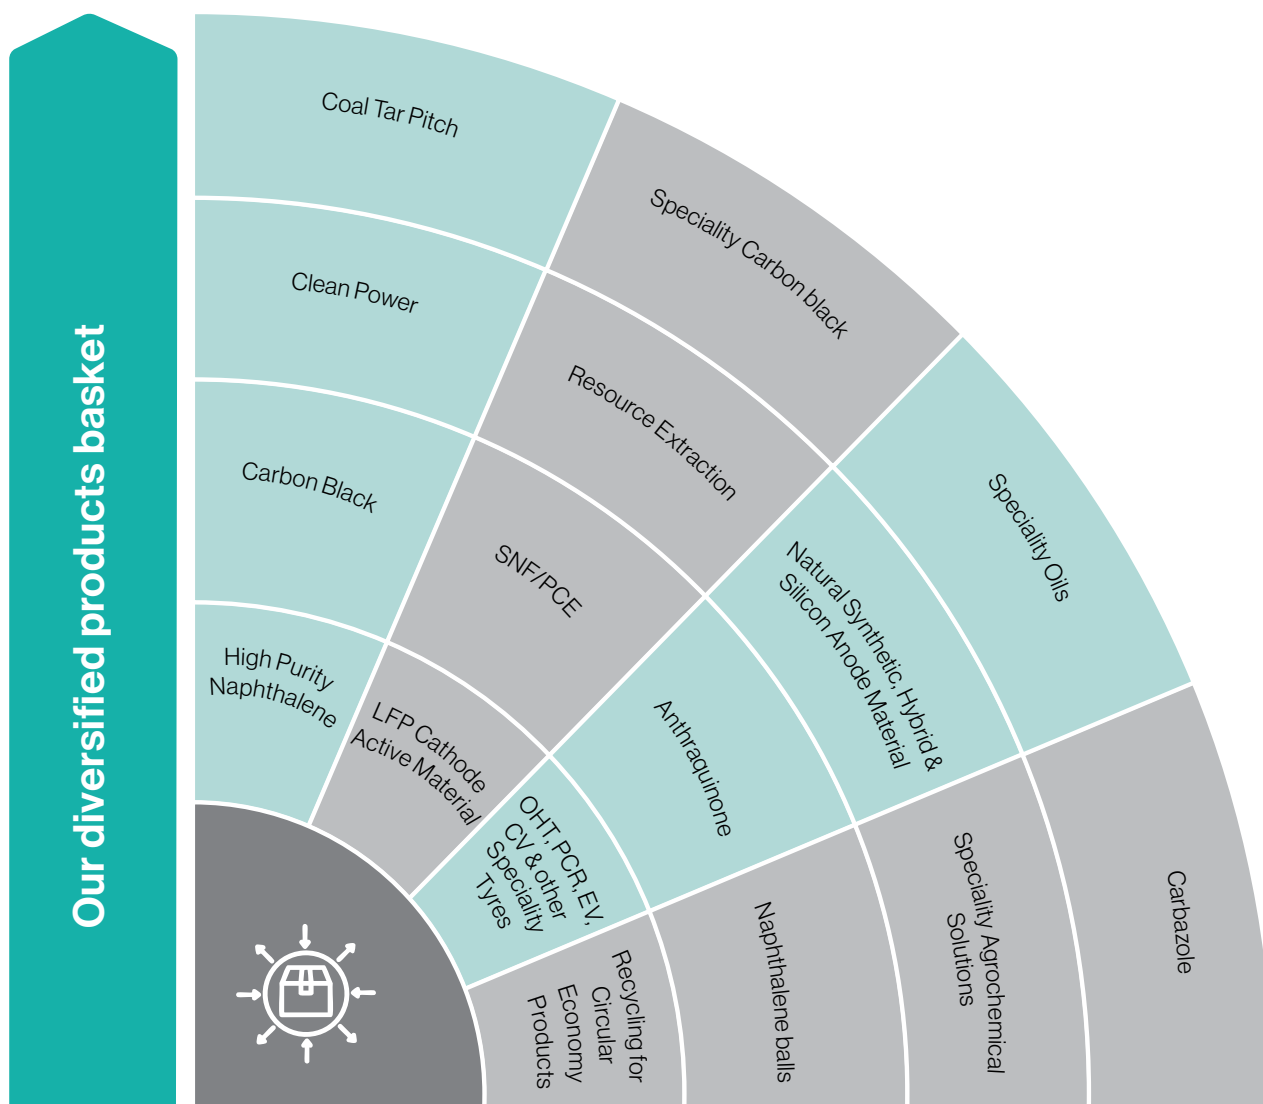 Our diversified products basket
Coal Tar Pitch
Clean Power
Carbon Black
High Purity
Naphthalene
Speciality Carbon black
Resource Extraction
SNF/PCE
LFP Cathode
Active Material
Speciality Oils
Natural Synthetic, Hybrid &
Silicon Anode Material
Anthraquinone
OHT, PCR, EV,
CV & other
Speciality
Tyres
Carbazole
Speciality Agrochemical
Solutions
Naphthalene balls
Recycling for
Circular
Economy
Products